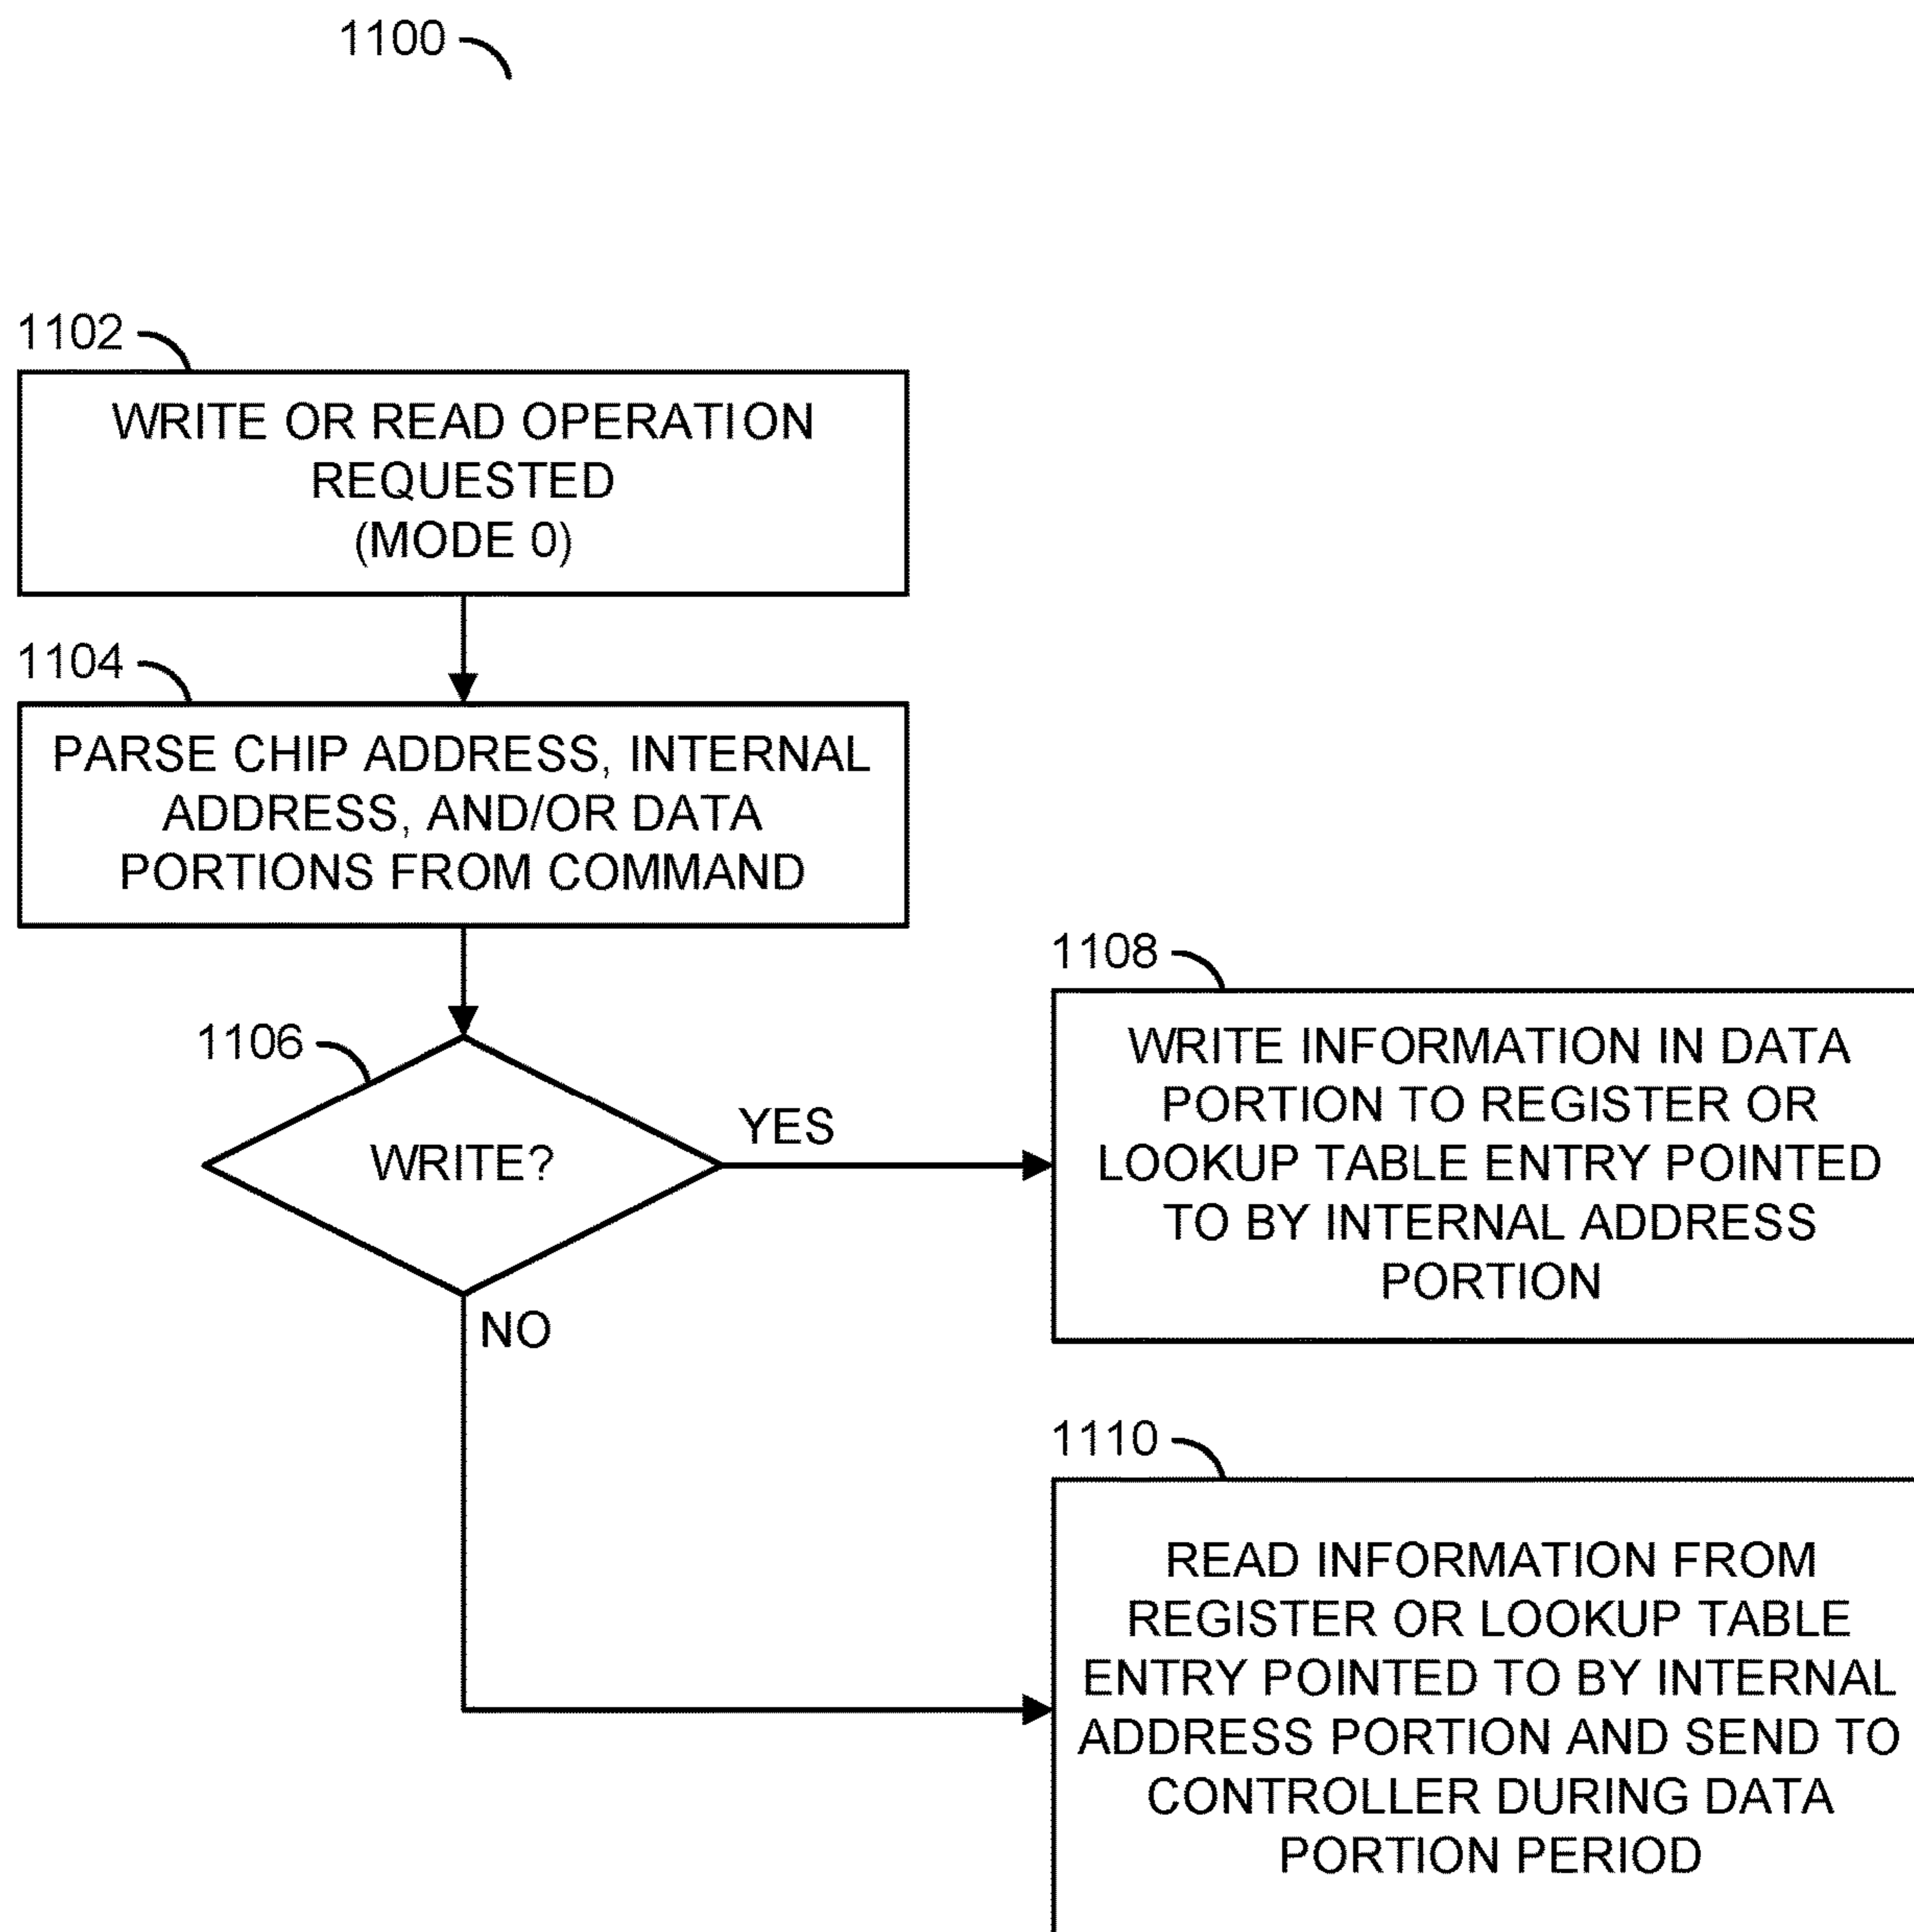 1100
1102
WRITE OR READ OPERATION
REQUESTED
(MODE 0)
1104
PARSE CHIP ADDRESS, INTERNAL
ADDRESS, AND/OR DATA
PORTIONS FROM COMMAND
1106
WRITE?
YES
NO
1108
WRITE INFORMATION IN DATA
PORTION TO REGISTER OR
LOOKUP TABLE ENTRY POINTED
TO BY INTERNAL ADDRESS
PORTION
1110
READ INFORMATION FROM
REGISTER OR LOOKUP TABLE
ENTRY POINTED TO BY INTERNAL
ADDRESS PORTION AND SEND TO
CONTROLLER DURING DATA
PORTION PERIOD